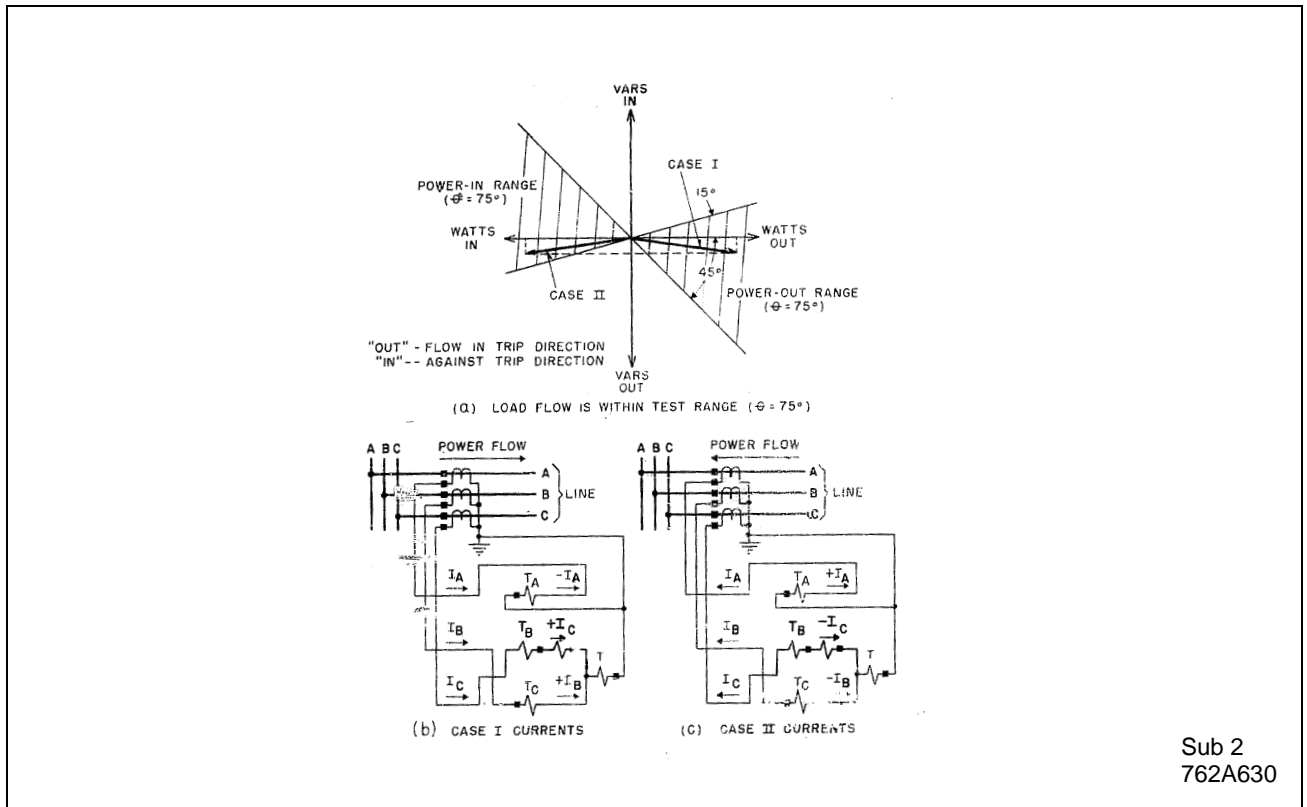 VARS
IN
CASE I
15°
POWER-IN RANGE
(θ = 75°)
WATTS
IN
WATTS
OUT
45°
CASE II
POWER-OUT RANGE
(θ = 75°)
"OUT" - FLOW IN TRIP DIRECTION
"IN" -- AGAINST TRIP DIRECTION
VARS
OUT
(a) LOAD FLOW IS WITHIN TEST RANGE (θ = 75°)
A B C POWER FLOW
A
B LINE
C
I_A T_A -I_A
I_B T_B +I_C T
I_C T_C +I_B
(b) CASE I CURRENTS
A B C POWER FLOW
A
B LINE
C
I_A T_A +I_A
I_B T_B -I_C T
I_C T_C -I_B
(C) CASE II CURRENTS
Sub 2
762A630